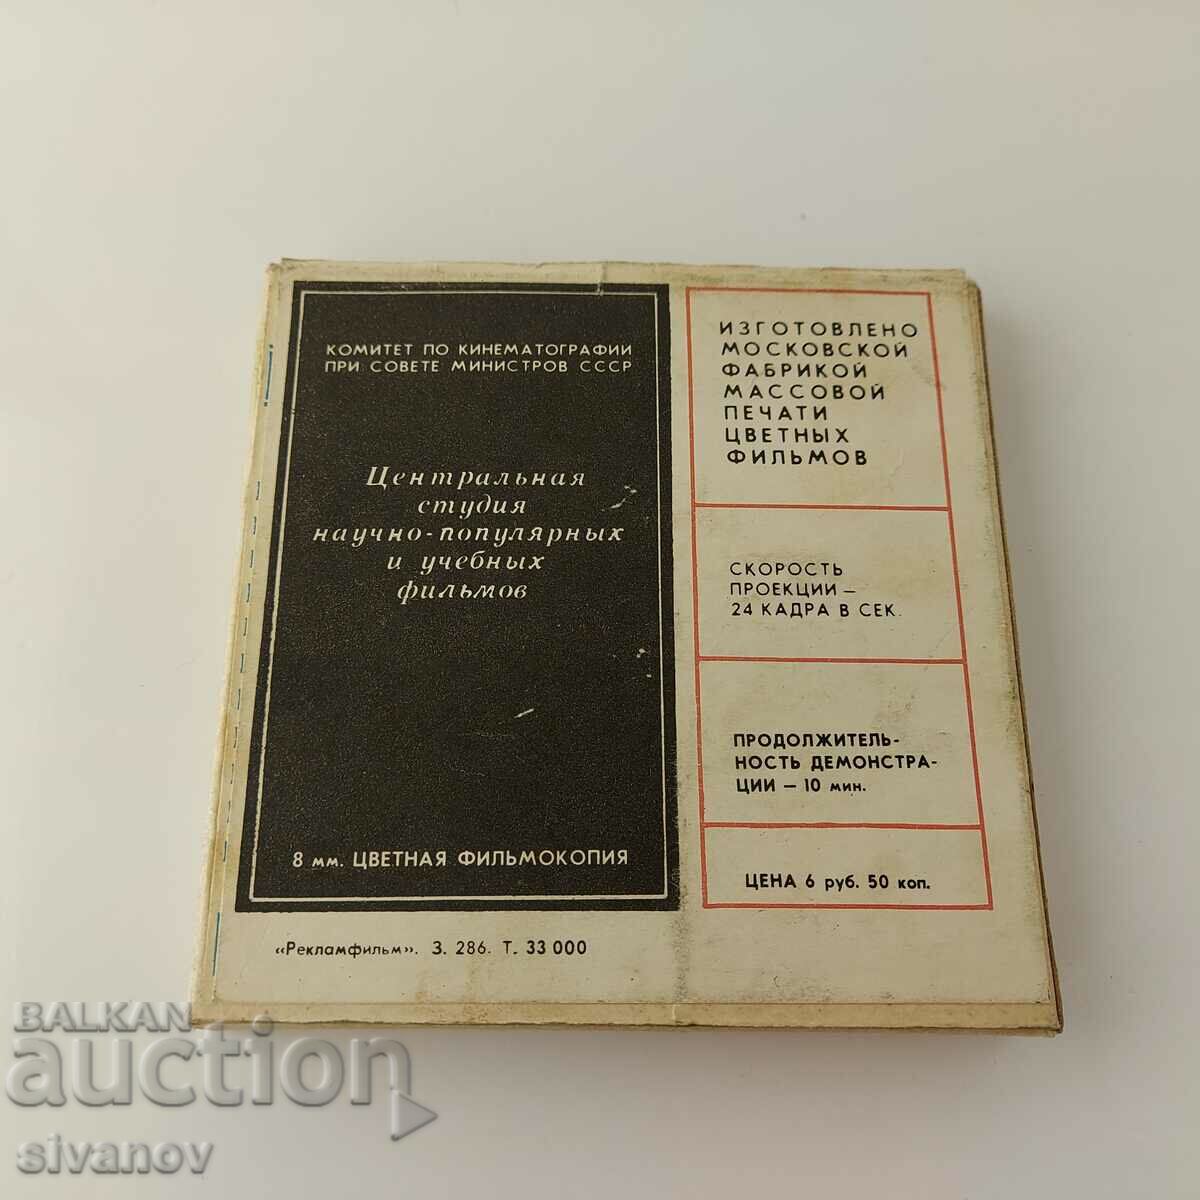 КОМИТЕТ ПО КИНЕМАТОГРАФИИ
ПРИ СОВЕТЕ МИНИСТРОВ СССР
Центральная
студия
научно-популярных
и учебных
фильмов
8 мм. ЦВЕТНАЯ ФИЛЬМОКОПИЯ
ИЗГОТОВЛЕНО
МОСКОВСКОЙ
ФАБРИКОЙ
МАССОВОЙ
ПЕЧАТИ
ЦВЕТНЫХ
ФИЛЬМОВ
СКОРОСТЬ
ПРОЕКЦИИ —
24 КАДРА В СЕК.
ПРОДОЛЖИТЕЛЬ-
НОСТЬ ДЕМОНСТРА-
ЦИИ — 10 мин.
ЦЕНА 6 руб. 50 коп.
«Рекламфильм». З. 286. Т. 33 000
BALKAN
auction
sivanov